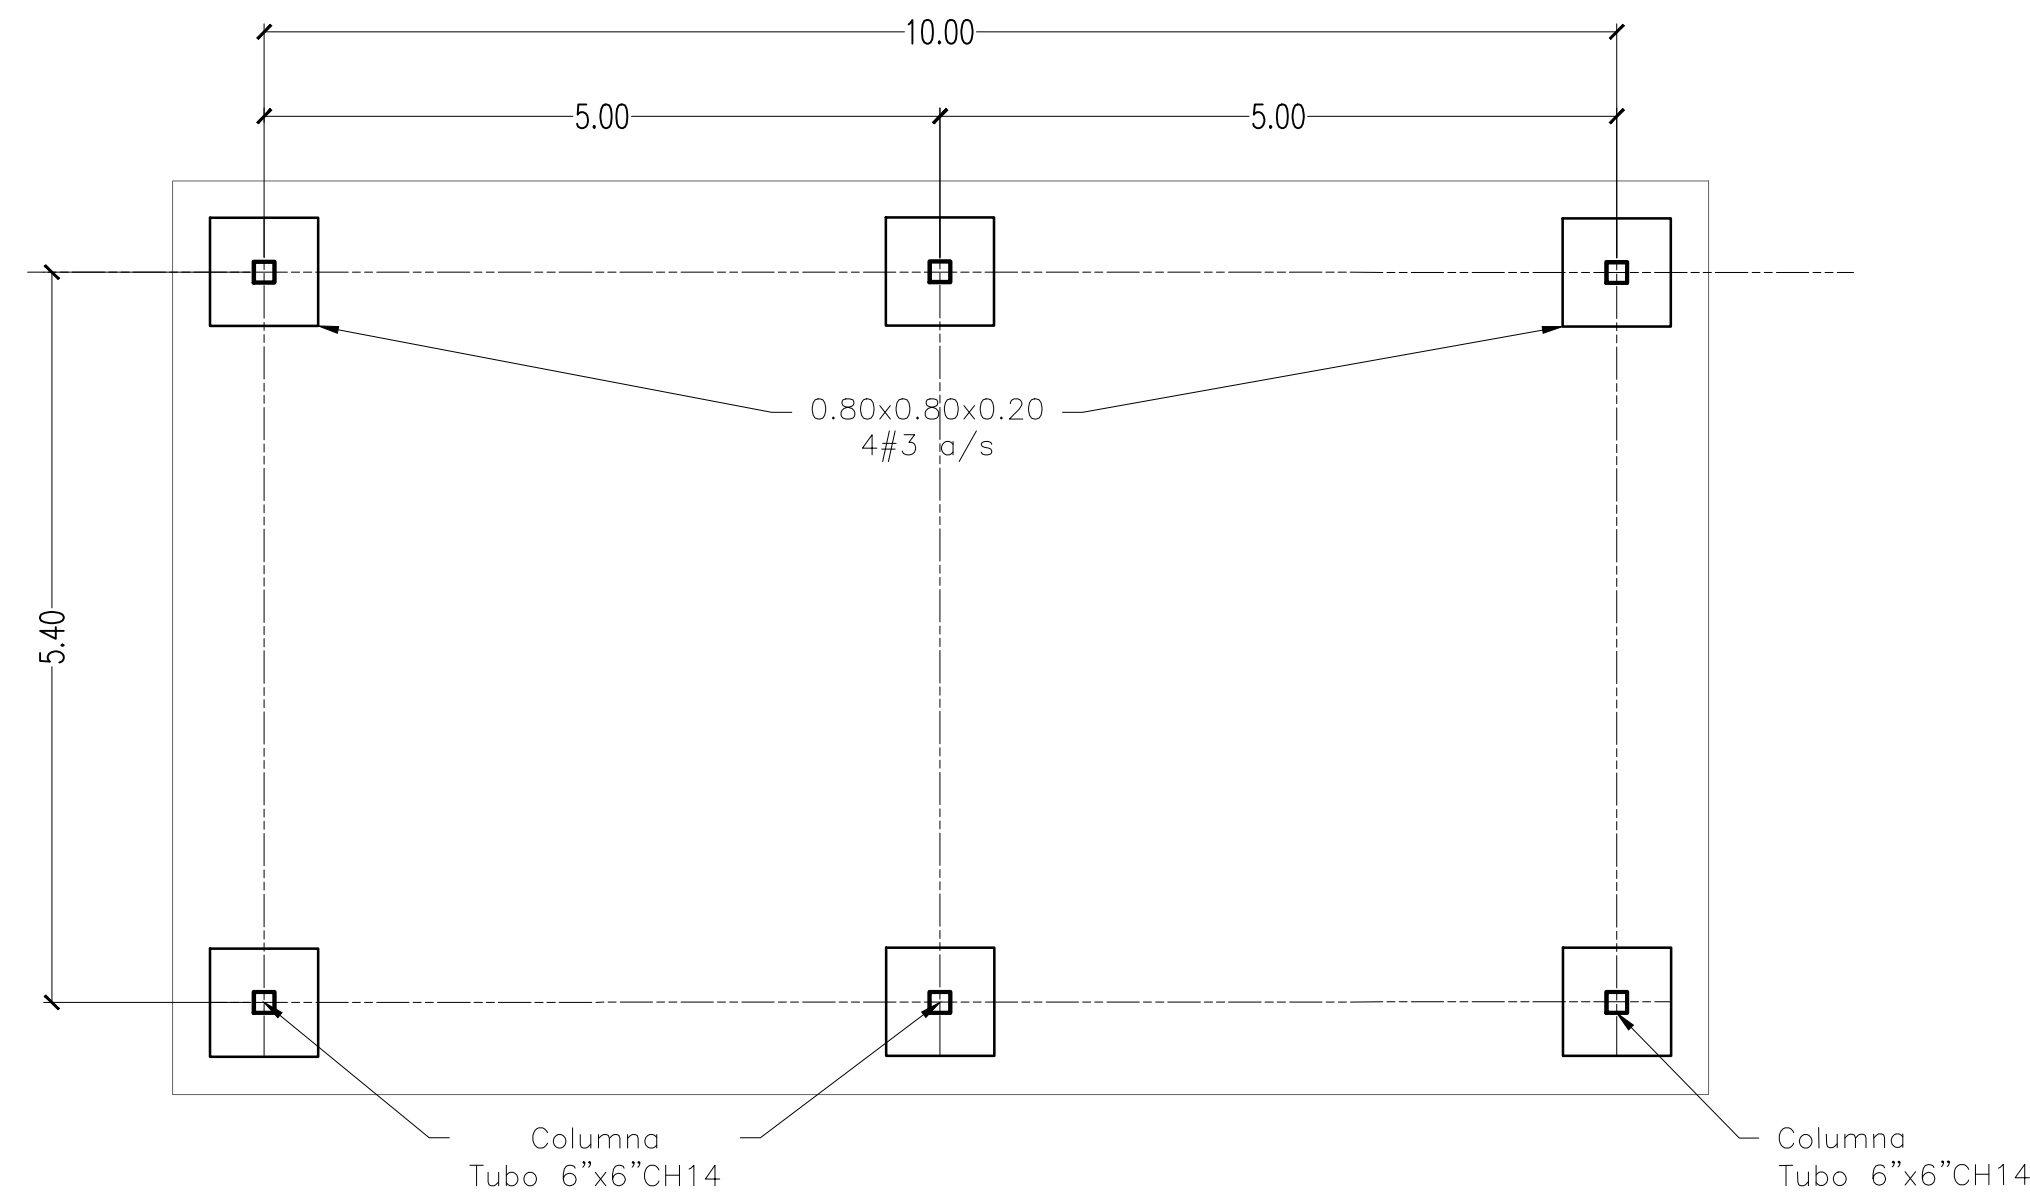 10.00
5.00
5.00
0.80x0.80x0.20
4#3 a/s
5.40
Columna
Tubo 6”x6”CH14
Columna
Tubo 6”x6”CH14